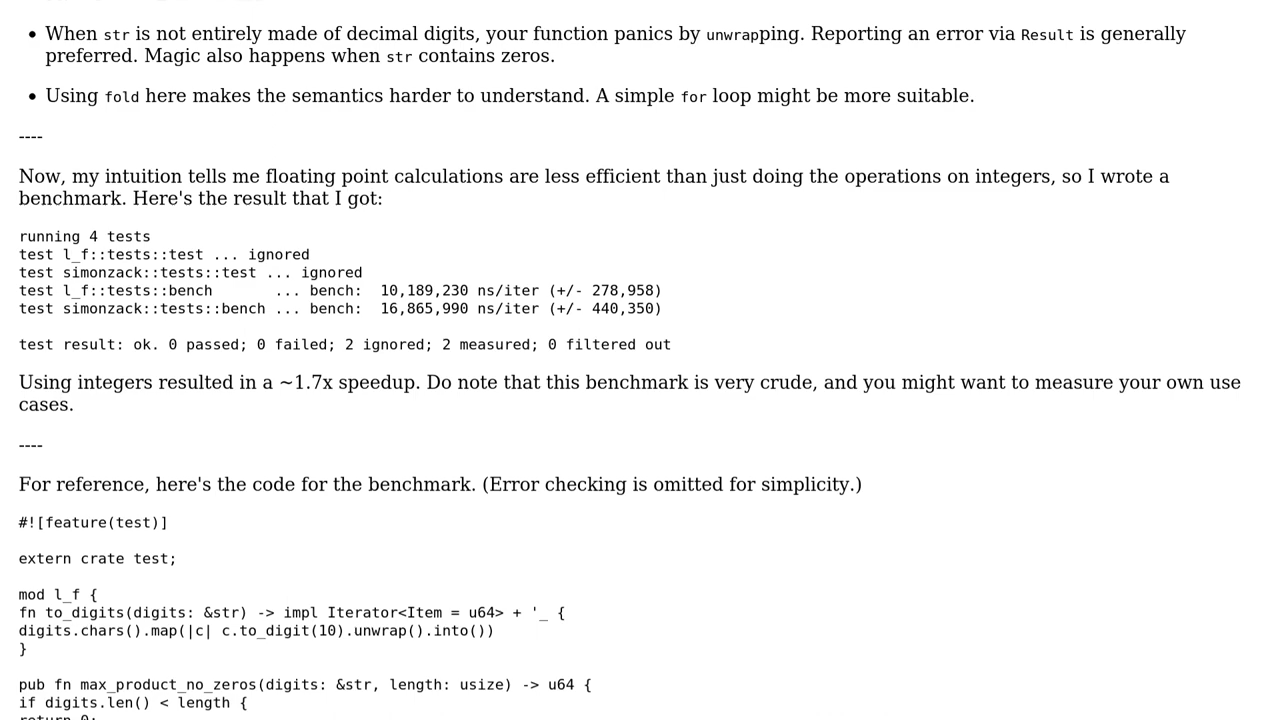 When str is not entirely made of decimal digits, your function panics by unwrapping. Reporting an error via Result is generally
preferred. Magic also happens when str contains zeros.
Using fold here makes the semantics harder to understand. A simple for loop might be more suitable.
----
Now, my intuition tells me floating point calculations are less efficient than just doing the operations on integers, so I wrote a
benchmark. Here's the result that I got:
running 4 tests
test l_f::tests::test ... ignored
test simonzack::tests::test ... ignored
test l_f::tests::bench       ... bench:  10,189,230 ns/iter (+/- 278,958)
test simonzack::tests::bench ... bench:  16,865,990 ns/iter (+/- 440,350)
test result: ok. 0 passed; 0 failed; 2 ignored; 2 measured; 0 filtered out
Using integers resulted in a ~1.7x speedup. Do note that this benchmark is very crude, and you might want to measure your own use
cases.
----
For reference, here's the code for the benchmark. (Error checking is omitted for simplicity.)
#![feature(test)]
extern crate test;
mod l_f {
fn to_digits(digits: &str) -> impl Iterator<Item = u64> + '_ {
digits.chars().map(|c| c.to_digit(10).unwrap().into())
}
pub fn max_product_no_zeros(digits: &str, length: usize) -> u64 {
if digits.len() < length {
return 0;